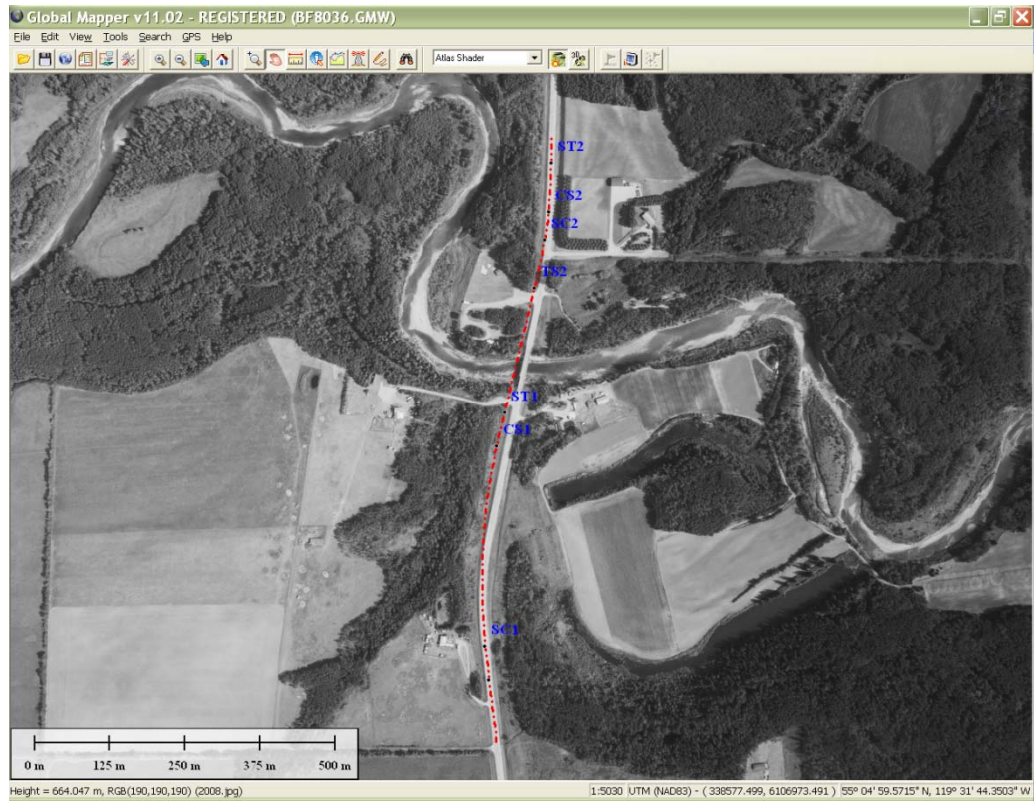 Global Mapper v11.02 - REGISTERED (BF8036.GMW)
File Edit View Tools Search GPS Help
Atlas Shader
ST2
CS2
SC2
TS2
ST1
CS1
SC1
0 m 125 m 250 m 375 m 500 m
Height = 664.047 m, RGB(190,190,190) (2008.jpg) 1:5030 UTM (NAD83) - ( 338577.499, 6106973.491 ) 55º 04' 59.5715" N, 119º 31' 44.3503" W